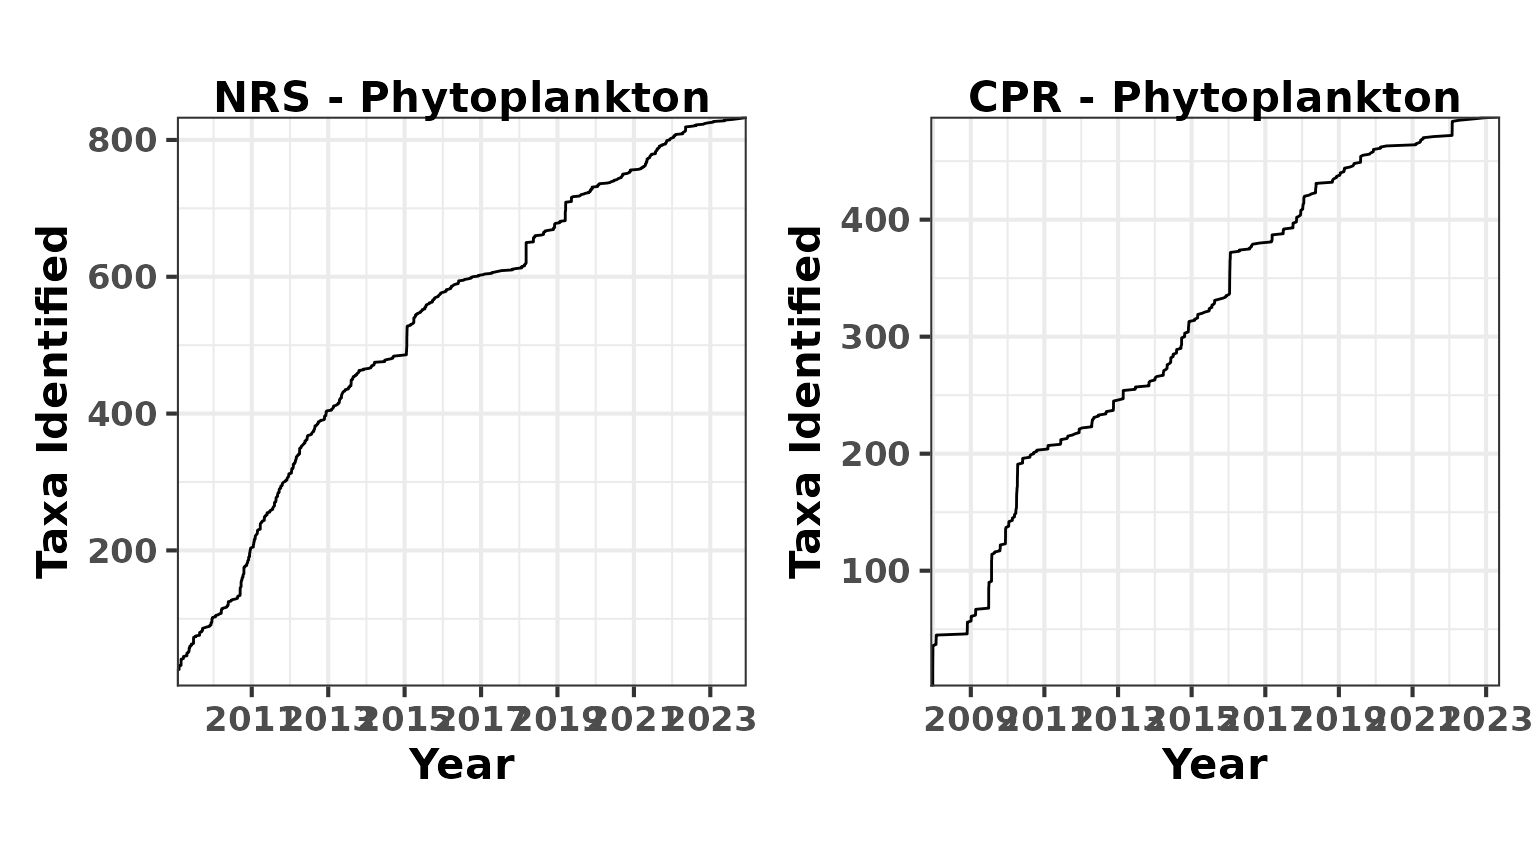 NRS - Phytoplankton
CPR - Phytoplankton
Taxa Identified
800
600
400
200
2011 2013 2015 2017 2019 2021 2023
Year
Taxa Identified
400
300
200
100
2009 2011 2013 2015 2017 2019 2021 2023
Year